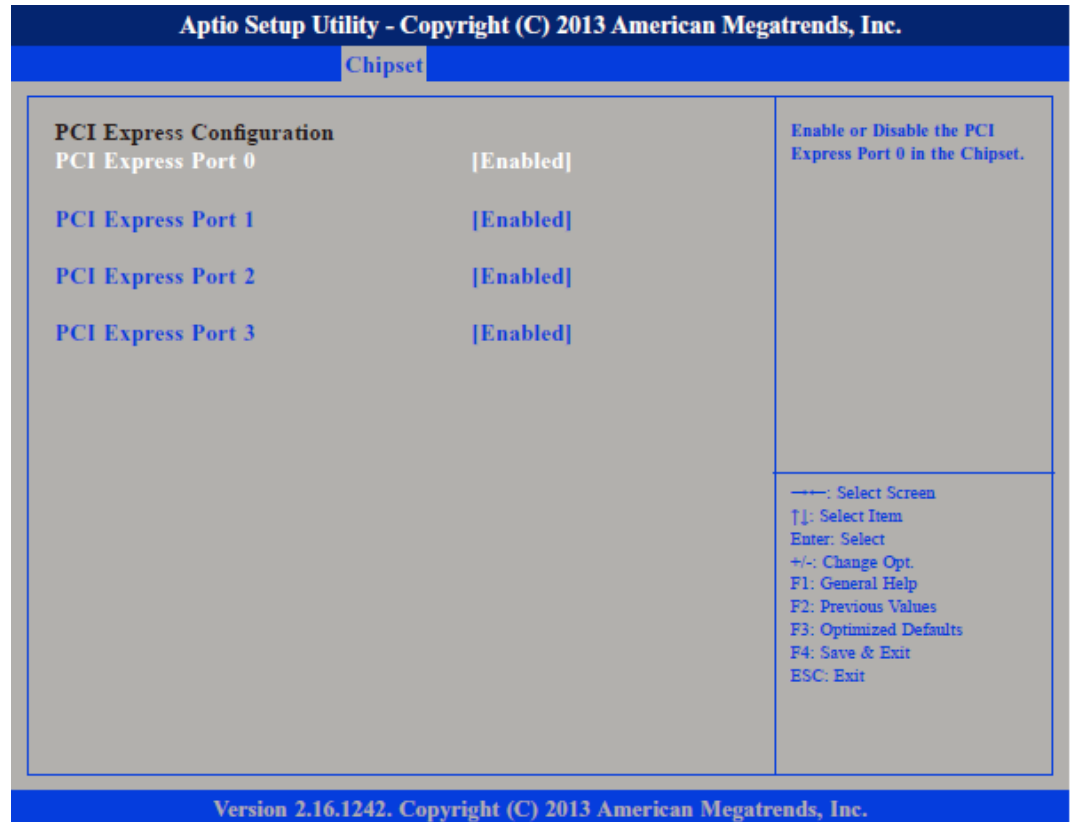 Aptio Setup Utility - Copyright (C) 2013 American Megatrends, Inc.
Chipset
PCI Express Configuration
PCI Express Port 0 [Enabled]
PCI Express Port 1 [Enabled]
PCI Express Port 2 [Enabled]
PCI Express Port 3 [Enabled]
Enable or Disable the PCI
Express Port 0 in the Chipset.
→←: Select Screen
↑↓: Select Item
Enter: Select
+/-: Change Opt.
F1: General Help
F2: Previous Values
F3: Optimized Defaults
F4: Save & Exit
ESC: Exit
Version 2.16.1242. Copyright (C) 2013 American Megatrends, Inc.